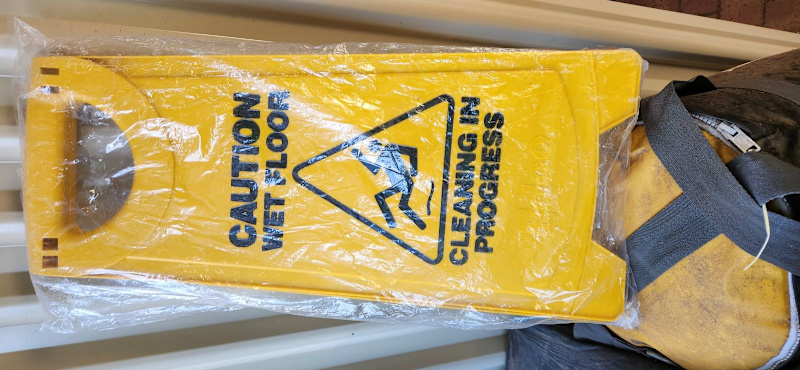 CAUTION
WET FLOOR
CLEANING IN
PROGRESS